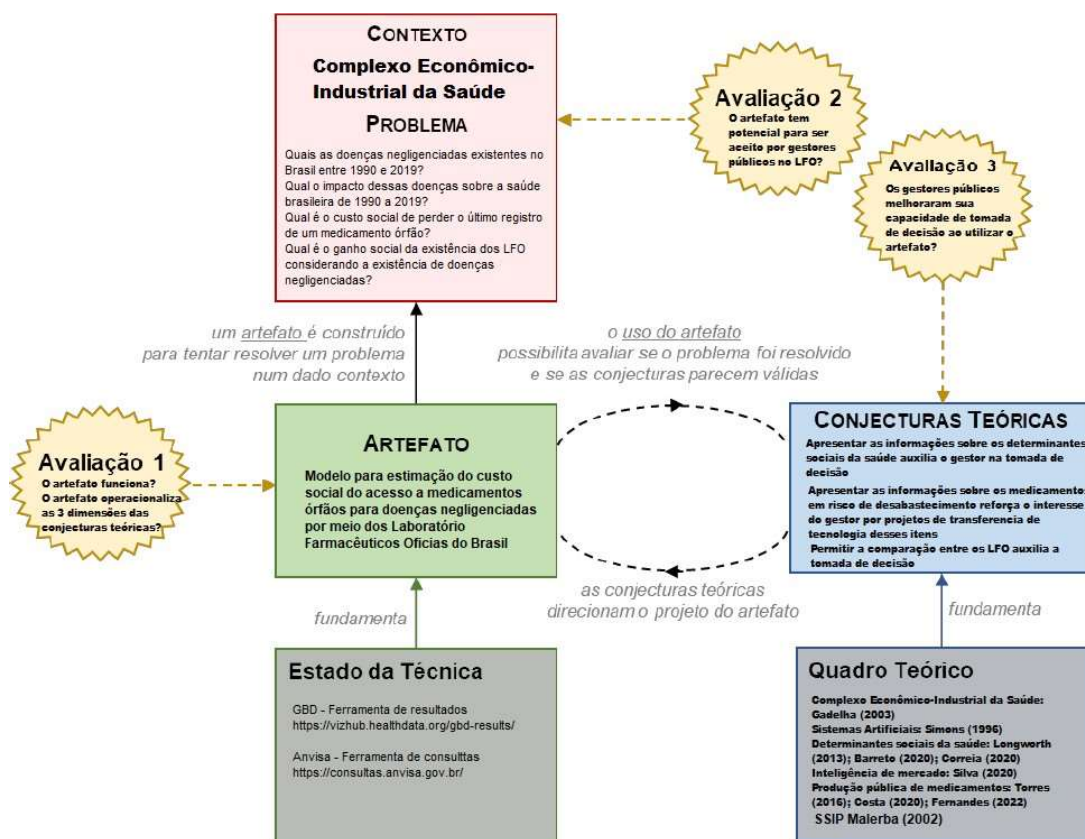 CONTEXTO
Complexo Econômico-
Industrial da Saúde
PROBLEMA
Quais as doenças negligenciadas existentes no
Brasil entre 1990 e 2019?
Qual o impacto dessas doenças sobre a saúde
brasileira de 1990 a 2019?
Qual é o custo social de perder o último registro
de um medicamento órfão?
Qual é o ganho social da existência dos LFO
considerando a existência de doenças
negligenciadas?
Avaliação 2
O artefato tem
potencial para ser
aceito por gestores
públicos no LFO?
Avaliação 3
Os gestores públicos
melhoraram sua
capacidade de tomada
de decisão ao utilizar o
artefato?
um artefato é construído
para tentar resolver um problema
num dado contexto
o uso do artefato
possibilita avaliar se o problema foi resolvido
e se as conjecturas parecem válidas
Avaliação 1
O artefato funciona?
O artefato operacionaliza
as 3 dimensões das
conjecturas teóricas?
ARTEFATO
Modelo para estimação do custo
social do acesso a medicamentos
órfãos para doenças negligenciadas
por meio dos Laboratório
Farmacêuticos Oficias do Brasil
CONJECTURAS TEÓRICAS
Apresentar as informações sobre os determinantes
sociais da saúde auxilia o gestor na tomada de
decisão
Apresentar as informações sobre os medicamentos
em risco de desabastecimento reforça o interesse
do gestor por projetos de transferencia de
tecnologia desses itens
Permitir a comparação entre os LFO auxilia a
tomada de decisão
as conjecturas teóricas
direcionam o projeto do artefato
fundamenta
fundamenta
Estado da Técnica
GBD - Ferramenta de resultados
https://vizhub.healthdata.org/gbd-results/
Anvisa - Ferramenta de consulttas
https://consultas.anvisa.gov.br/
Quadro Teórico
Complexo Econômico-Industrial da Saúde:
Gadelha (2003)
Sistemas Artificiais: Simons (1996)
Determinantes sociais da saúde: Longworth
(2013); Barreto (2020); Correia (2020)
Inteligência de mercado: Silva (2020)
Produção pública de medicamentos: Torres
(2016); Costa (2020); Fernandes (2022)
SSIP Malerba (2002)